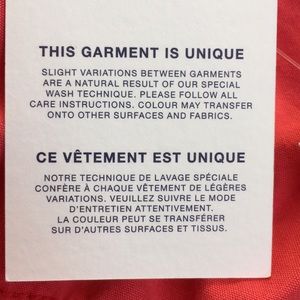 THIS GARMENT IS UNIQUE
SLIGHT VARIATIONS BETWEEN GARMENTS
ARE A NATURAL RESULT OF OUR SPECIAL
WASH TECHNIQUE. PLEASE FOLLOW ALL
CARE INSTRUCTIONS. COLOUR MAY TRANSFER
ONTO OTHER SURFACES AND FABRICS.
CE VÊTEMENT EST UNIQUE
NOTRE TECHNIQUE DE LAVAGE SPÉCIALE
CONFÈRE À CHAQUE VÊTEMENT DE LÉGÈRES
VARIATIONS. VEUILLEZ SUIVRE LE MODE
D'ENTRETIEN ATTENTIVEMENT.
LA COULEUR PEUT SE TRANSFÉRER
SUR D'AUTRES SURFACES ET TISSUS.